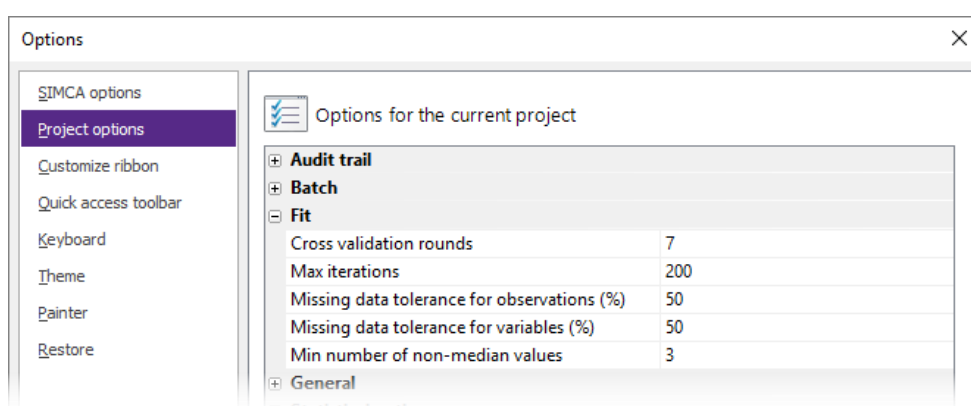 Options
SIMCA options
Project options
Customize ribbon
Quick access toolbar
Keyboard
Theme
Painter
Restore
Options for the current project
Audit trail
Batch
Fit
Cross validation rounds 7
Max iterations 200
Missing data tolerance for observations (%) 50
Missing data tolerance for variables (%) 50
Min number of non-median values 3
General